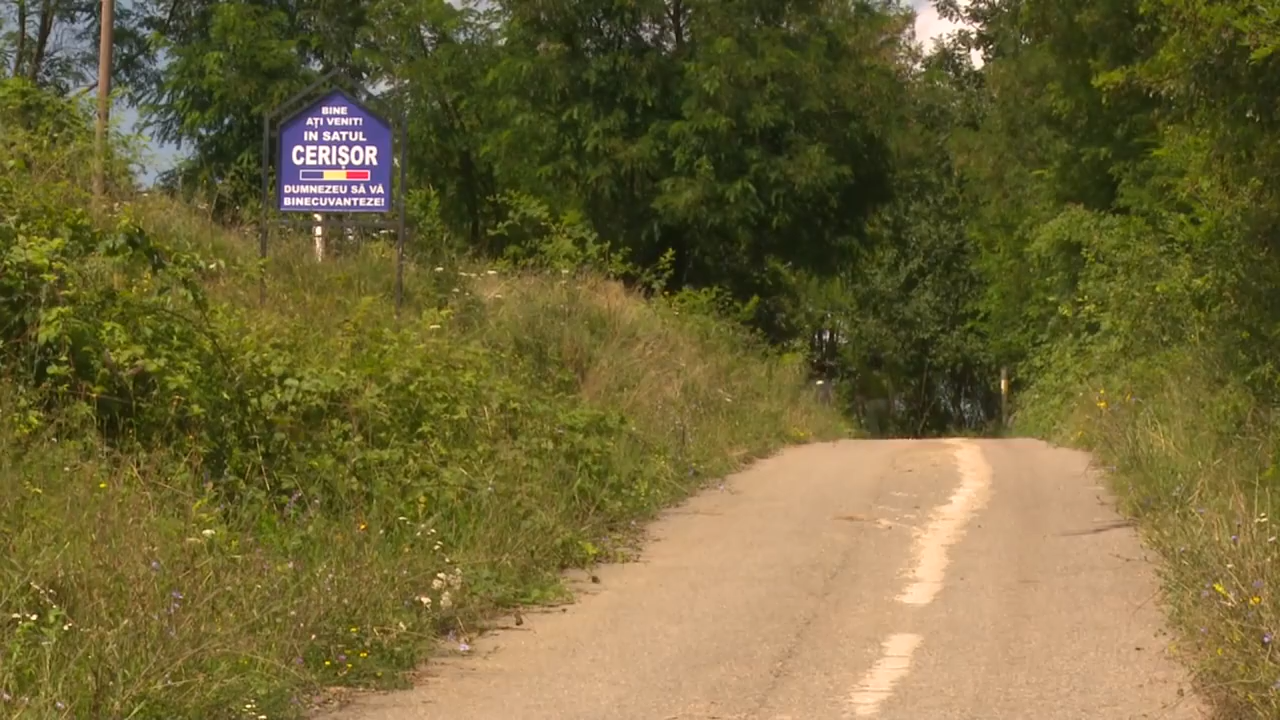 BINE
AȚI VENIT!
IN SATUL
CERIȘOR
DUMNEZEU SĂ VĂ
BINECUVANTEZE!